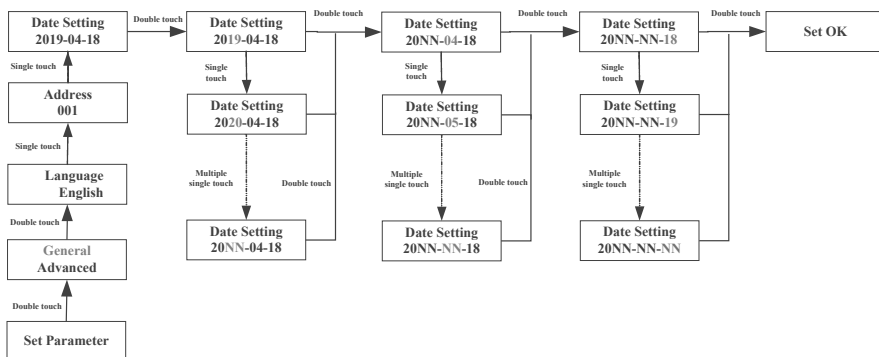 Date Setting
2019-04-18
Double touch
Date Setting
2019-04-18
Double touch
Date Setting
20NN-04-18
Double touch
Date Setting
20NN-NN-18
Double touch
Set OK
Single touch
Single
touch
Single
touch
Single
touch
Address
001
Date Setting
2020-04-18
Date Setting
20NN-05-18
Date Setting
20NN-NN-19
Single touch
Language
English
Multiple
single touch
Double touch
Multiple
single touch
Double touch
Multiple
single touch
Double touch
General
Advanced
Date Setting
20NN-04-18
Date Setting
20NN-NN-18
Date Setting
20NN-NN-NN
Double touch
Set Parameter